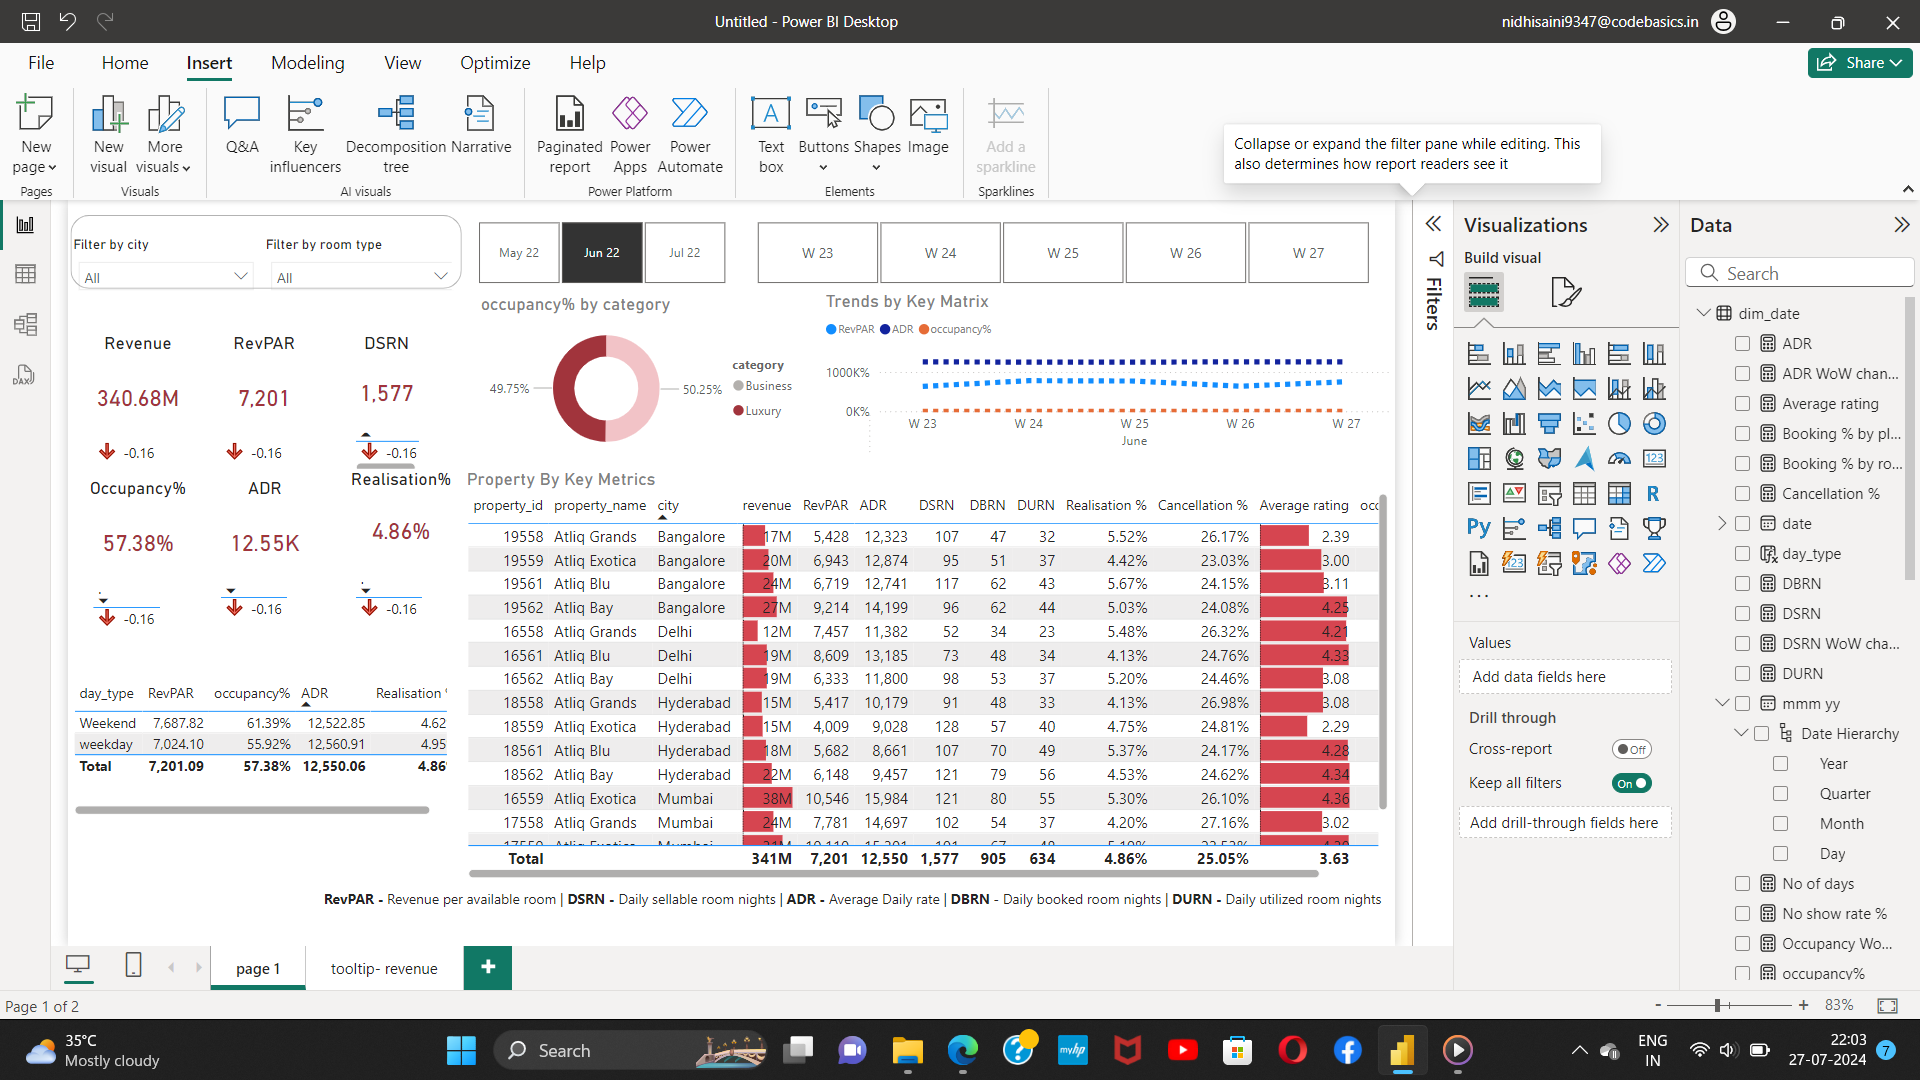 Untitled - Power BI Desktop
nidhisaini9347@codebasics.in
File Home Insert Modeling View Optimize Help
Share
New page
Pages
New visual
More visuals
Visuals
Q&A
Key influencers
Decomposition tree
Narrative
AI visuals
Paginated report
Power Apps
Power Automate
Power Platform
Text box
Buttons
Shapes
Image
Elements
Add a sparkline
Sparklines
Collapse or expand the filter pane while editing. This
also determines how report readers see it
Filter by city
All
Filter by room type
All
May 22 Jun 22 Jul 22
W 23 W 24 W 25 W 26 W 27
Revenue RevPAR DSRN
340.68M 7,201 1,577
-0.16 -0.16 -0.16
Occupancy% ADR Realisation%
57.38% 12.55K 4.86%
-0.16 -0.16 -0.16
occupancy% by category
49.75%
50.25%
category
Business
Luxury
Trends by Key Matrix
RevPAR ADR occupancy%
1000K%
0K%
W 23 W 24 W 25 W 26 W 27
June
day_type RevPAR occupancy% ADR Realisation
Weekend 7,687.82 61.39% 12,522.85 4.62
weekday 7,024.10 55.92% 12,560.91 4.95
Total 7,201.09 57.38% 12,550.06 4.86
Property By Key Metrics
property_id property_name city revenue RevPAR ADR DSRN DBRN DURN Realisation % Cancellation % Average rating occ
19558 Atliq Grands Bangalore 17M 5,428 12,323 107 47 32 5.52% 26.17% 2.39
19559 Atliq Exotica Bangalore 20M 6,943 12,874 95 51 37 4.42% 23.03% 3.00
19561 Atliq Blu Bangalore 24M 6,719 12,741 117 62 43 5.67% 24.15% 3.11
19562 Atliq Bay Bangalore 27M 9,214 14,199 96 62 44 5.03% 24.08% 4.25
16558 Atliq Grands Delhi 12M 7,457 11,382 52 34 23 5.48% 26.32% 4.21
16561 Atliq Blu Delhi 19M 8,609 13,185 73 48 34 4.13% 24.76% 4.33
16562 Atliq Bay Delhi 19M 6,333 11,800 98 53 37 5.20% 24.46% 3.08
18558 Atliq Grands Hyderabad 15M 5,417 10,179 91 48 33 4.13% 26.98% 3.08
18559 Atliq Exotica Hyderabad 15M 4,009 9,028 128 57 40 4.75% 24.81% 2.29
18561 Atliq Blu Hyderabad 18M 5,682 8,661 107 70 49 5.37% 24.17% 4.28
18562 Atliq Bay Hyderabad 22M 6,148 9,457 121 79 56 4.53% 24.62% 4.34
16559 Atliq Exotica Mumbai 38M 10,546 15,984 121 80 55 5.30% 26.10% 4.36
17558 Atliq Grands Mumbai 24M 7,781 14,697 102 54 37 4.20% 27.16% 3.02
Total 341M 7,201 12,550 1,577 905 634 4.86% 25.05% 3.63
RevPAR - Revenue per available room | DSRN - Daily sellable room nights | ADR - Average Daily rate | DBRN - Daily booked room nights | DURN - Daily utilized room nights
Filters
Visualizations
Build visual
123
R
Py
123
...
Values
Add data fields here
Drill through
Cross-report Off
Keep all filters On
Add drill-through fields here
Data
Search
dim_date
ADR
ADR WoW chan...
Average rating
Booking % by pl...
Booking % by ro...
Cancellation %
date
day_type
DBRN
DSRN
DSRN WoW cha...
DURN
mmm yy
Date Hierarchy
Year
Quarter
Month
Day
No of days
No show rate %
Occupancy Wo...
occupancy%
page 1
tooltip- revenue
+
Page 1 of 2
- + 83%
35°C
Mostly cloudy
Search
myhp
ENG
IN
22:03
27-07-2024
7